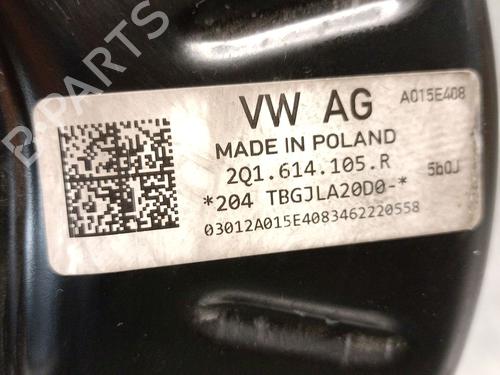 B-PARTS
VW AG
A015E408
MADE IN POLAND
2Q1.614.105.R
5b0J
*204 TBGJLA20D0-*
03012A015E4083462220558